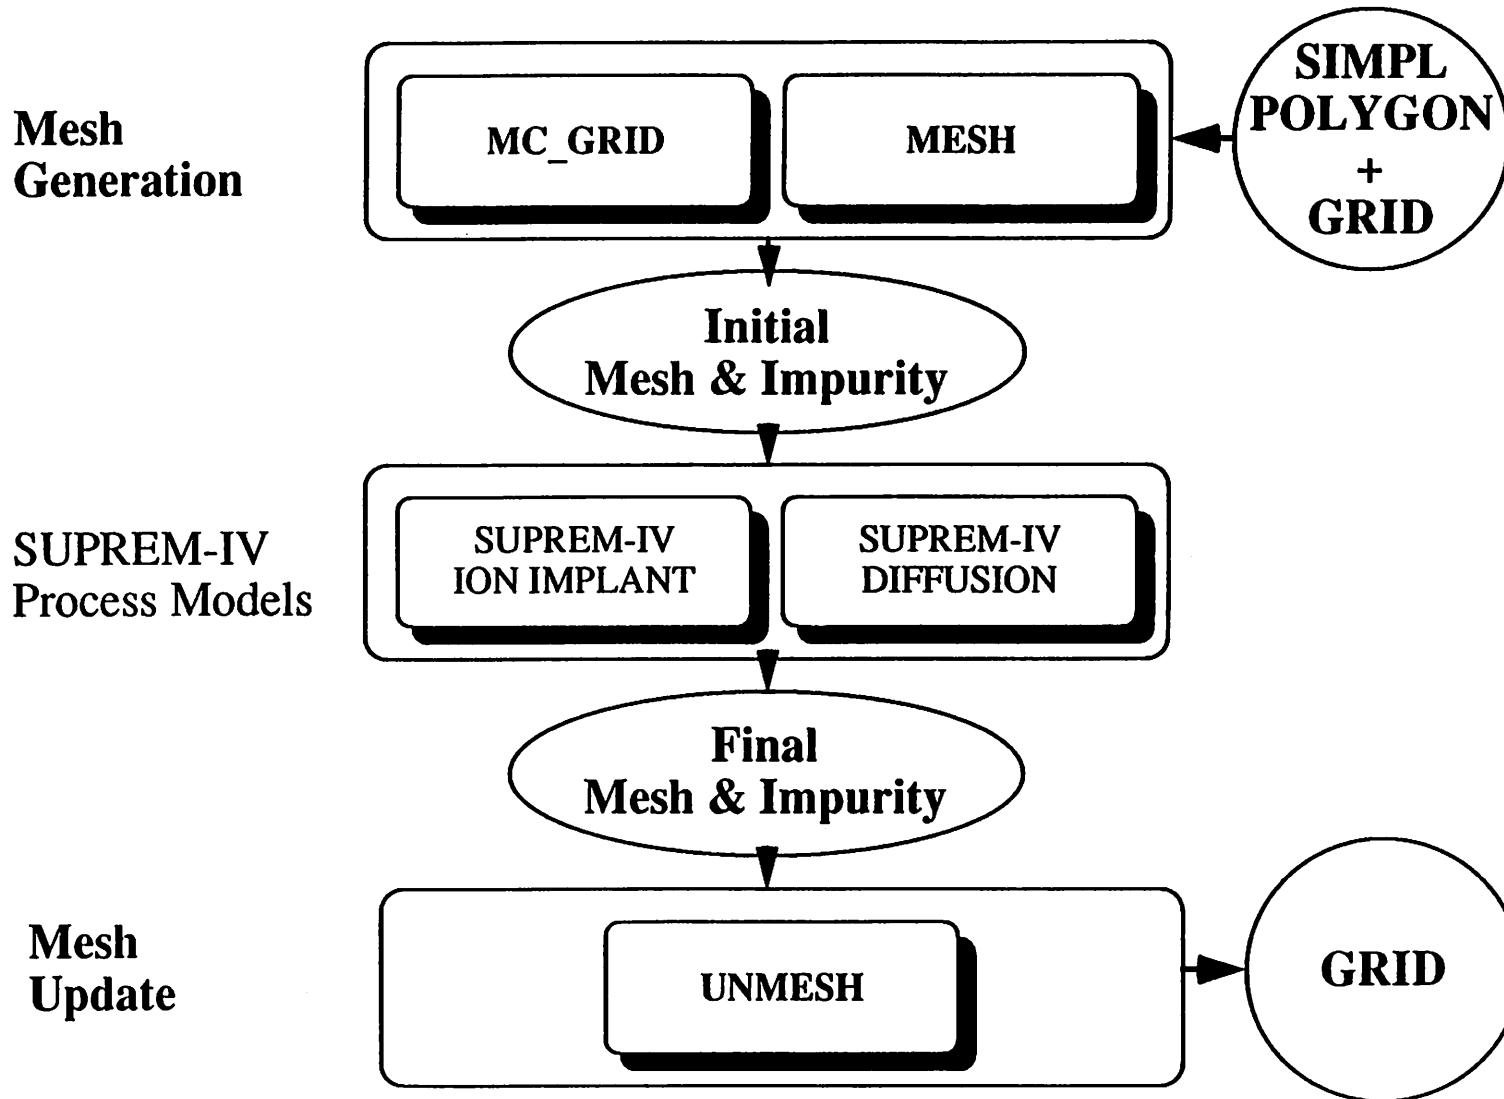 Mesh
Generation
MC_GRID
MESH
SIMPL
POLYGON
+
GRID
Initial
Mesh & Impurity
SUPREM-IV
Process Models
SUPREM-IV
ION IMPLANT
SUPREM-IV
DIFFUSION
Final
Mesh & Impurity
Mesh
Update
UNMESH
GRID